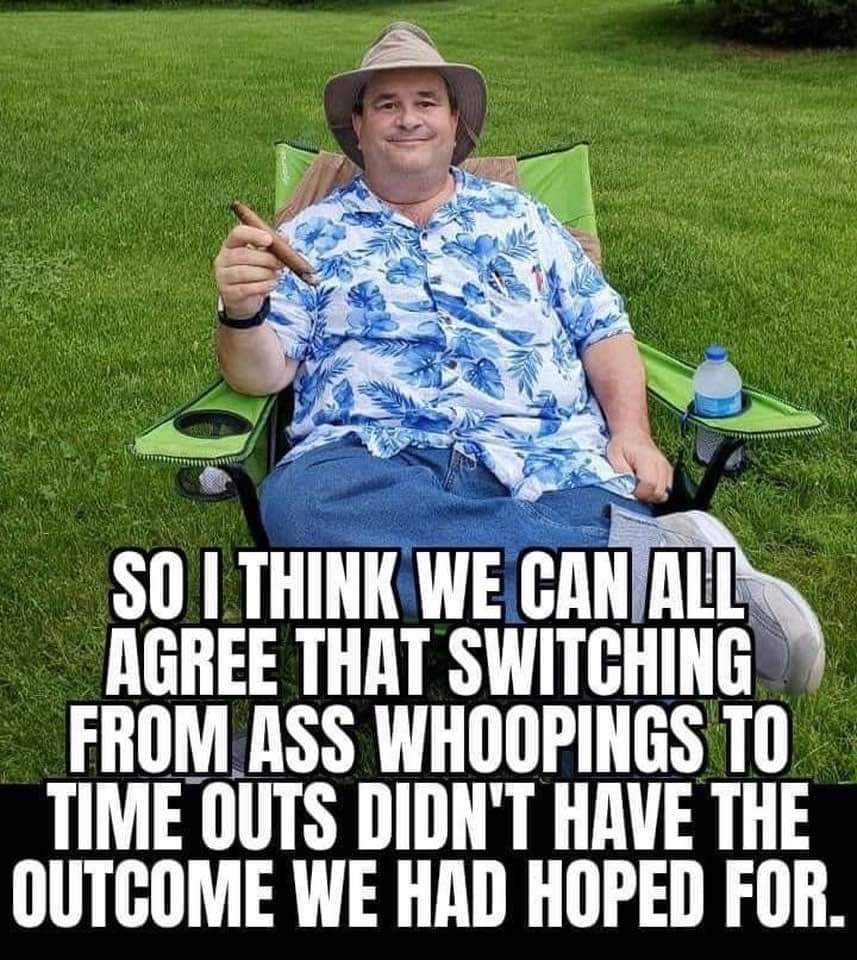 SO I THINK WE CAN ALL
AGREE THAT SWITCHING
FROM ASS WHOOPINGS TO
TIME OUTS DIDN'T HAVE THE
OUTCOME WE HAD HOPED FOR.